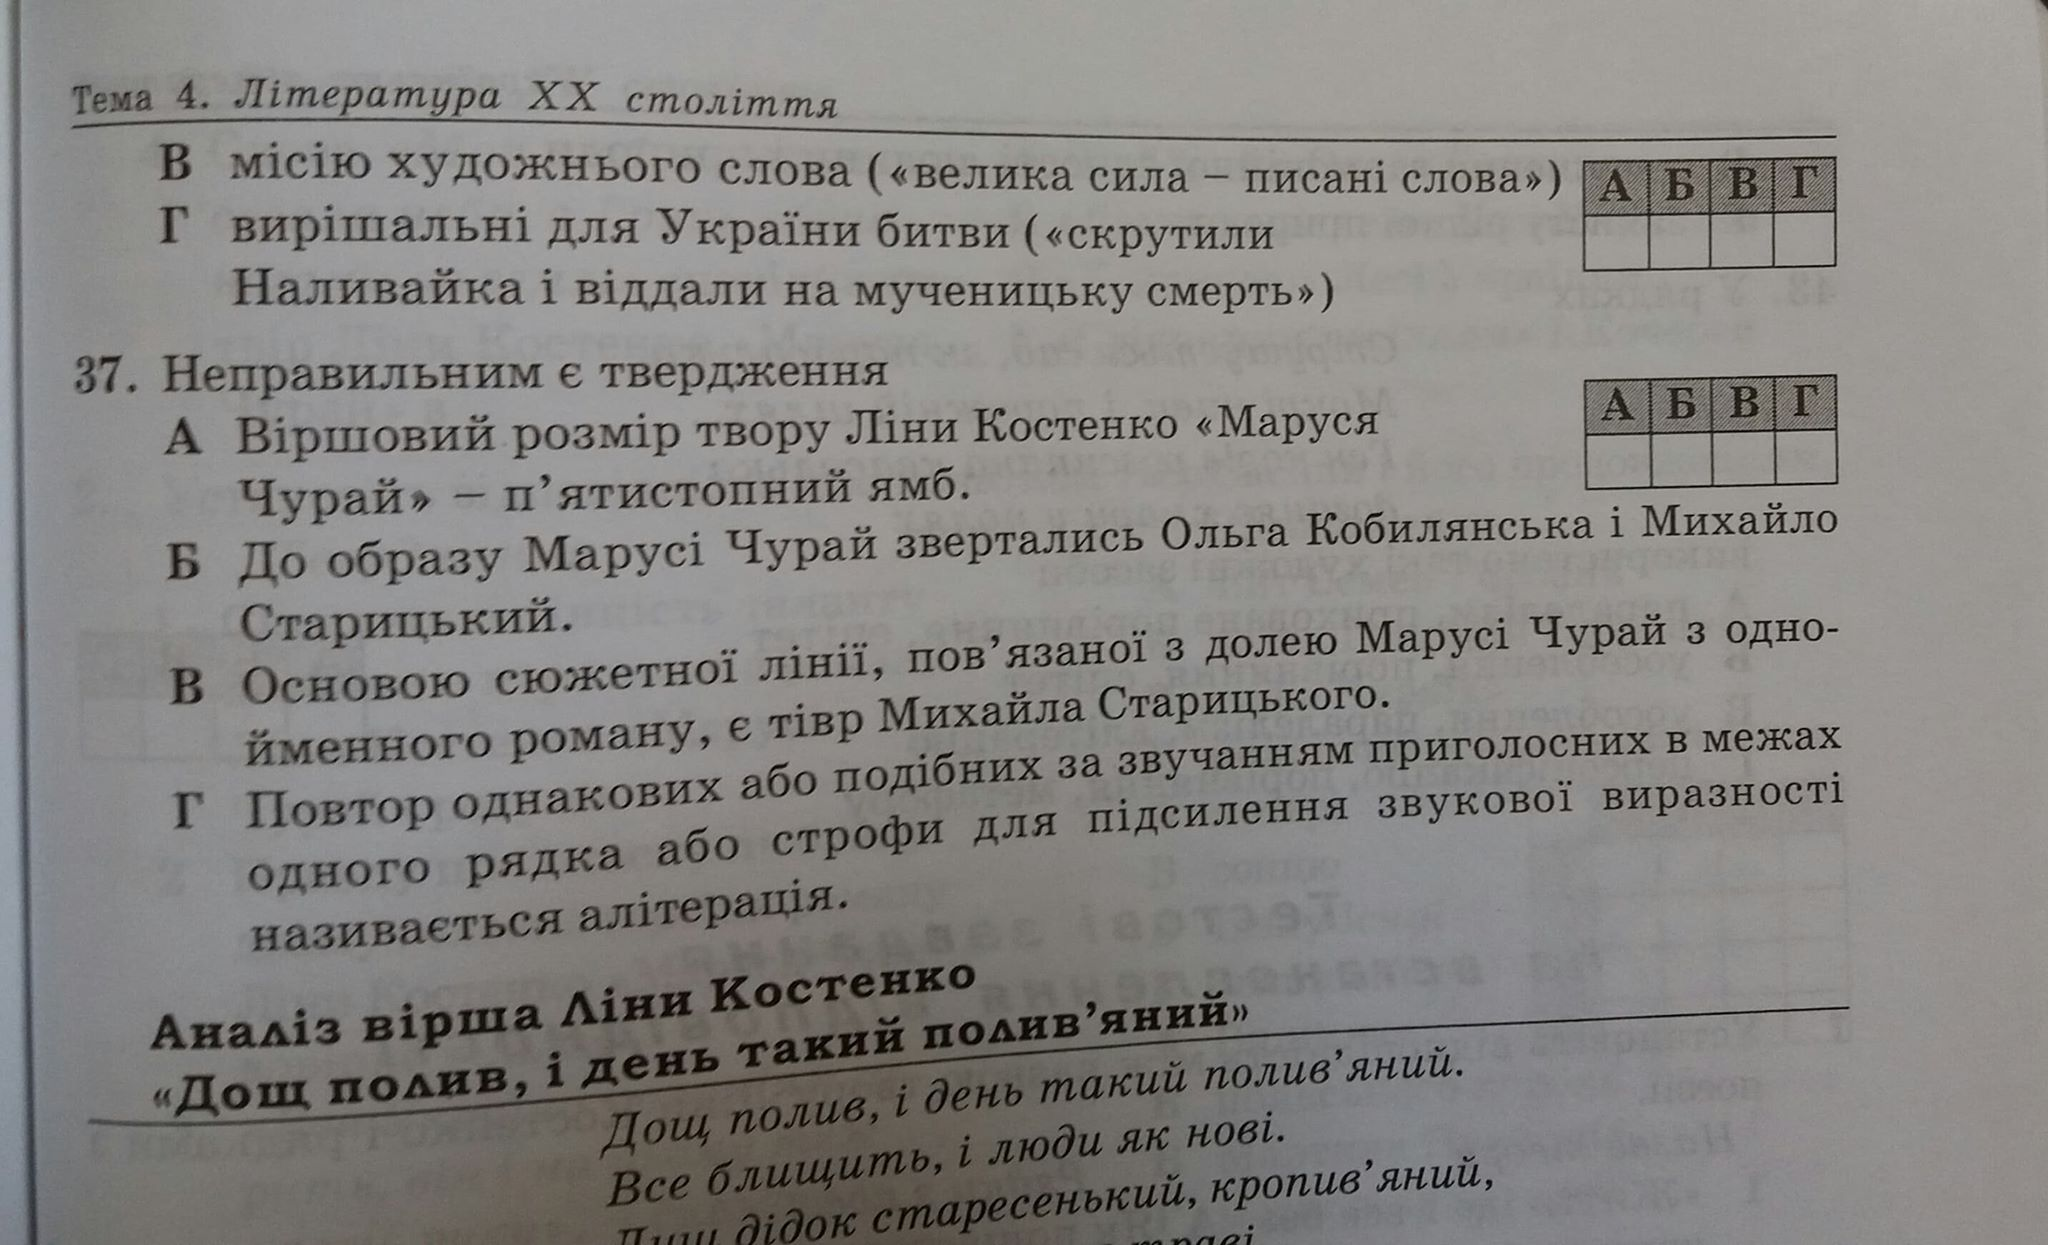 Тема 4. Література XX століття
В місію художнього слова («велика сила – писані слова»)
Г вирішальні для України битви («скрутили
Наливайка і віддали на мученицьку смерть»)
А Б В Г
37. Неправильним є твердження
А Віршовий розмір твору Ліни Костенко «Маруся
Чурай» – п’ятистопний ямб.
А Б В Г
Б До образу Марусі Чурай звертались Ольга Кобилянська і Михайло
Старицький.
В Основою сюжетної лінії, пов’язаної з долею Марусі Чурай з одно-
йменного роману, є тівр Михайла Старицького.
Г Повтор однакових або подібних за звучанням приголосних в межах
одного рядка або строфи для підсилення звукової виразності
називається алітерація.
Аналіз вірша Ліни Костенко
«Дощ полив, і день такий полив’яний»
Дощ полив, і день такий полив’яний.
Все блищить, і люди як нові.
Лиш дідок старесенький, кропив’яний,